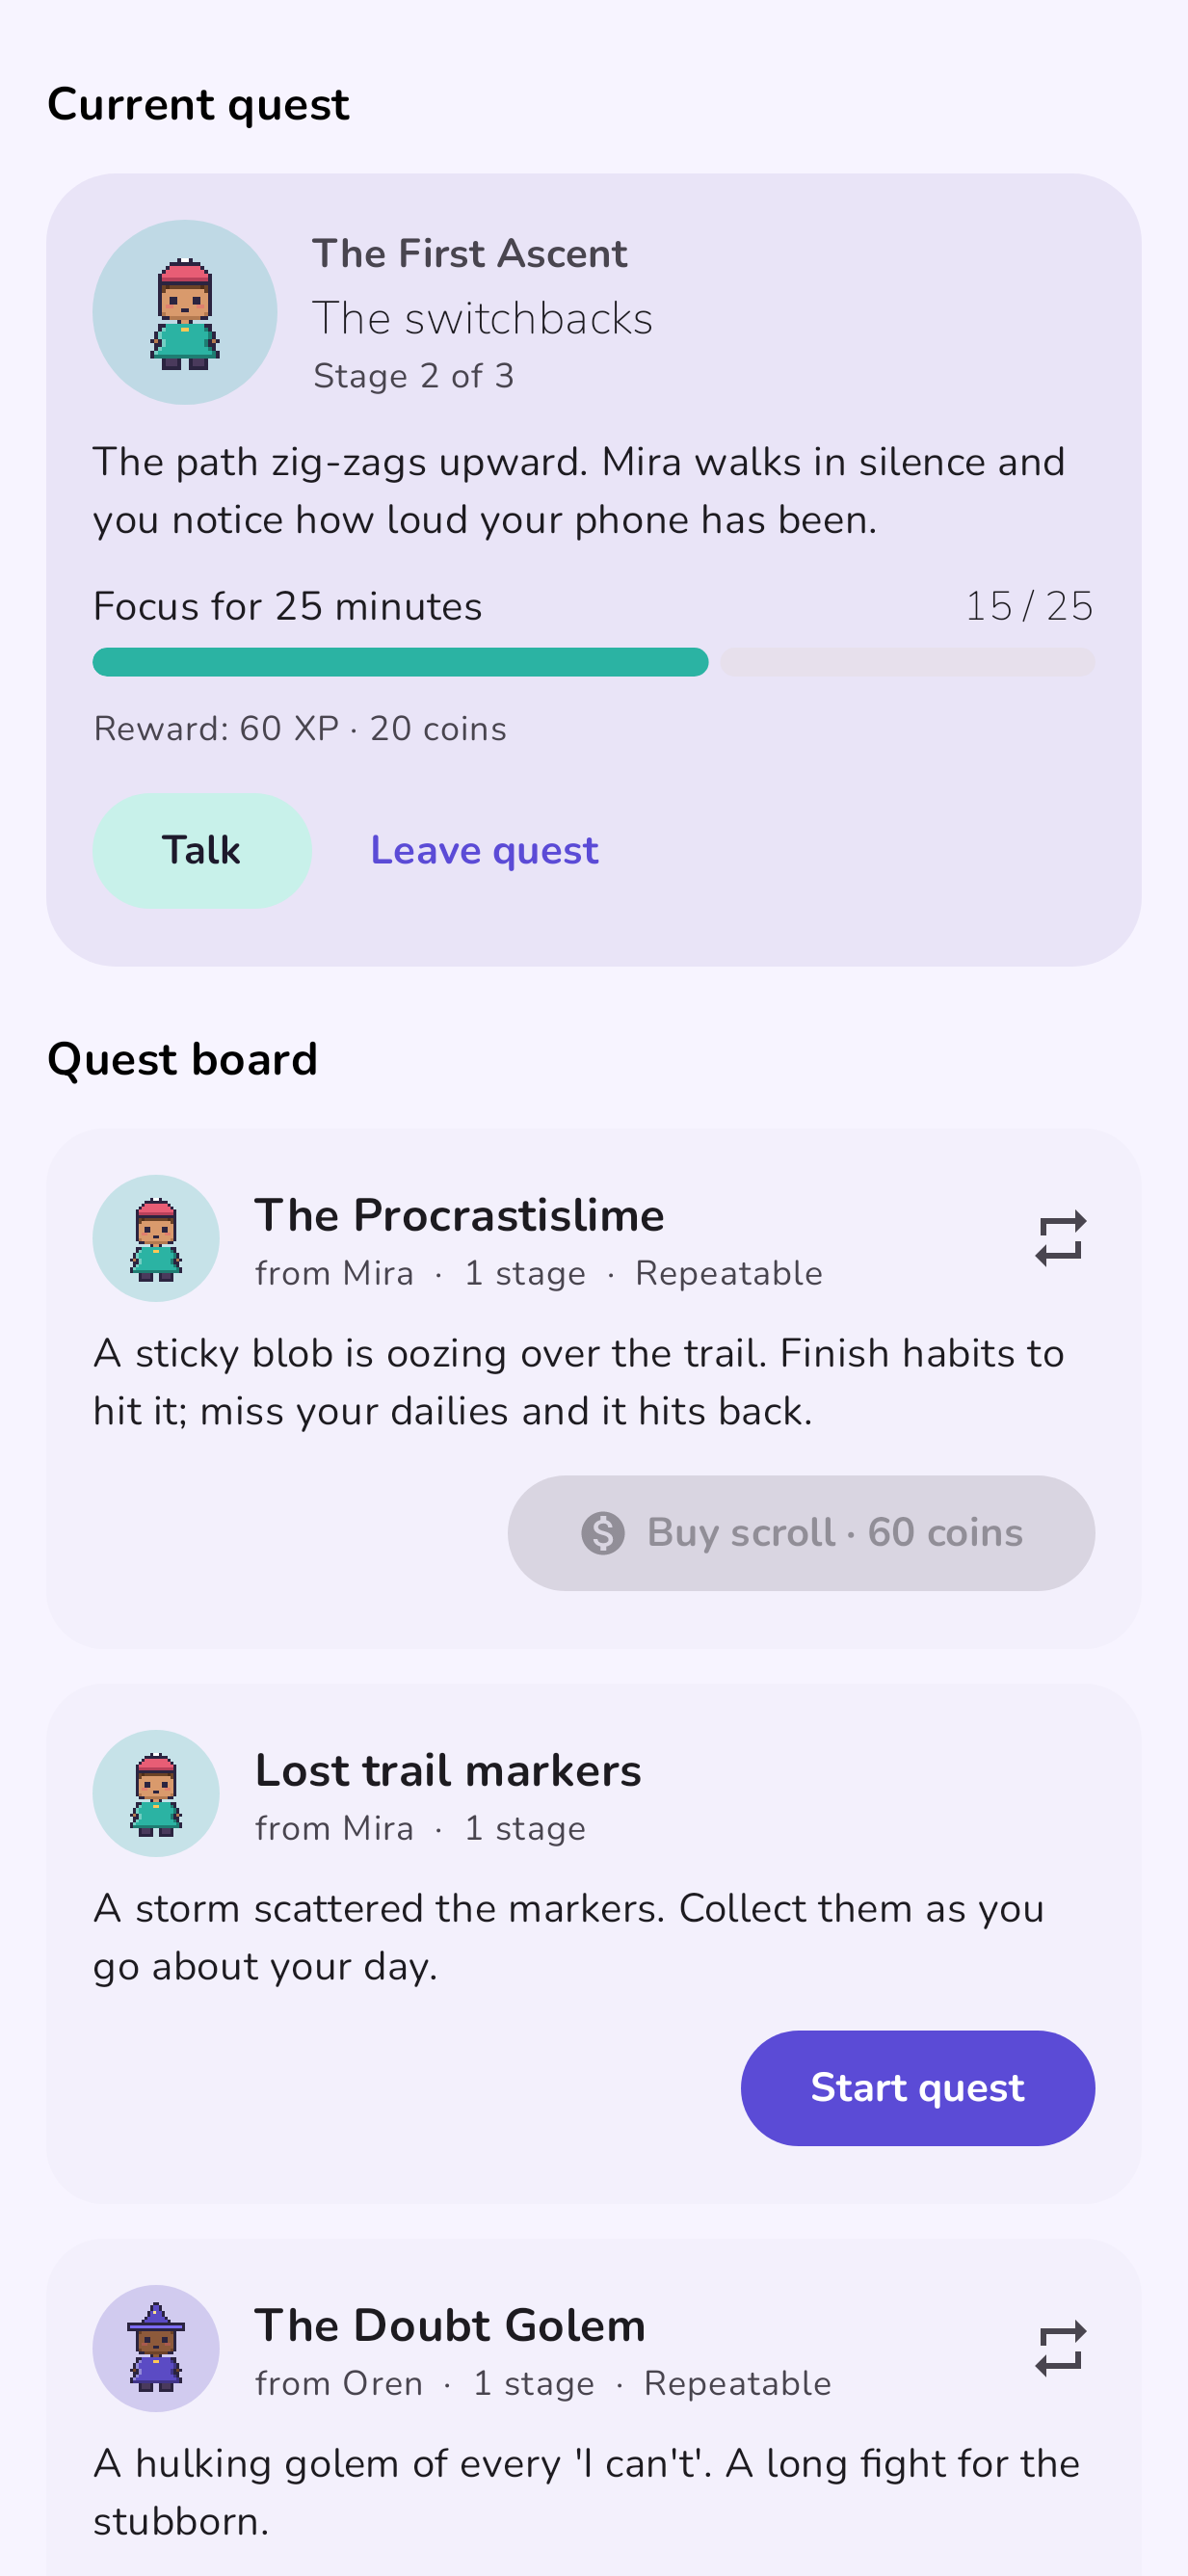 Current quest
The First Ascent
The switchbacks
Stage 2 of 3
The path zig-zags upward. Mira walks in silence and
you notice how loud your phone has been.
Focus for 25 minutes 15 / 25
Reward: 60 XP · 20 coins
Talk Leave quest
Quest board
The Procrastislime
from Mira · 1 stage · Repeatable
A sticky blob is oozing over the trail. Finish habits to
hit it; miss your dailies and it hits back.
Buy scroll · 60 coins
Lost trail markers
from Mira · 1 stage
A storm scattered the markers. Collect them as you
go about your day.
Start quest
The Doubt Golem
from Oren · 1 stage · Repeatable
A hulking golem of every 'I can't'. A long fight for the
stubborn.